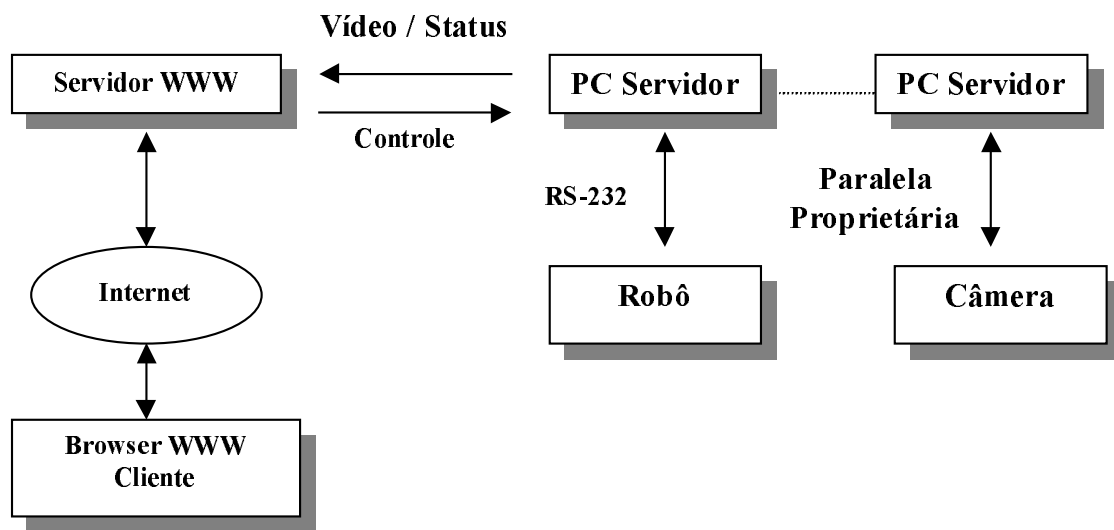 Vídeo / Status
Servidor WWW
PC Servidor
PC Servidor
Controle
RS-232
Paralela
Proprietária
Internet
Robô
Câmera
Browser WWW
Cliente